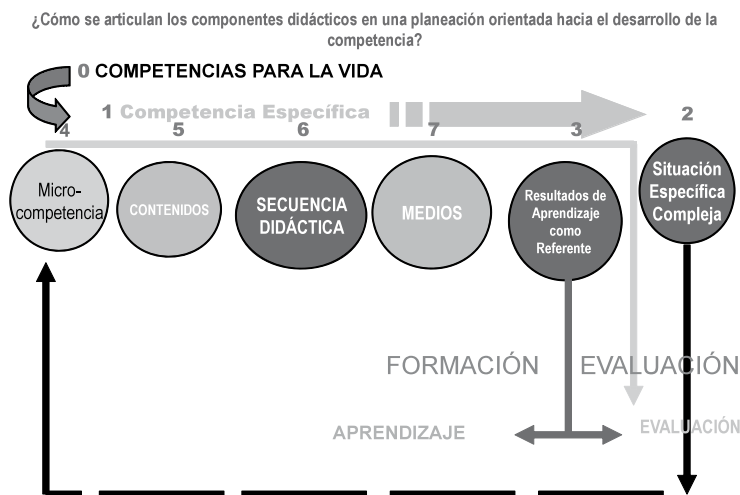 ¿Cómo se articulan los componentes didácticos en una planeación orientada hacia el desarrollo de la
competencia?
0 COMPETENCIAS PARA LA VIDA
1 Competencia Específica
2
4
5
6
7
3
Micro-
competencia
CONTENIDOS
SECUENCIA
DIDÁCTICA
MEDIOS
Resultados de
Aprendizaje
como
Referente
Situación
Específica
Compleja
FORMACIÓN
EVALUACIÓN
APRENDIZAJE
EVALUACIÓN